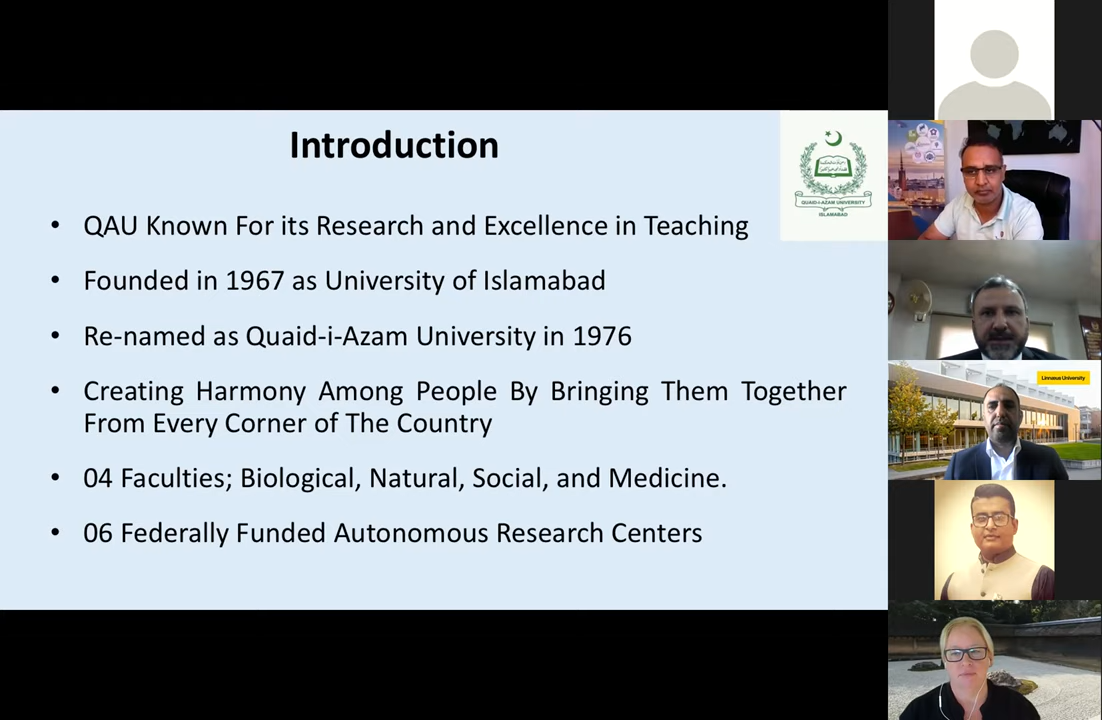 Introduction
QUAID-I-AZAM UNIVERSITY
ISLAMABAD
• QAU Known For its Research and Excellence in Teaching
• Founded in 1967 as University of Islamabad
• Re-named as Quaid-i-Azam University in 1976
• Creating Harmony Among People By Bringing Them Together
From Every Corner of The Country
• 04 Faculties; Biological, Natural, Social, and Medicine.
• 06 Federally Funded Autonomous Research Centers
Linnæus University